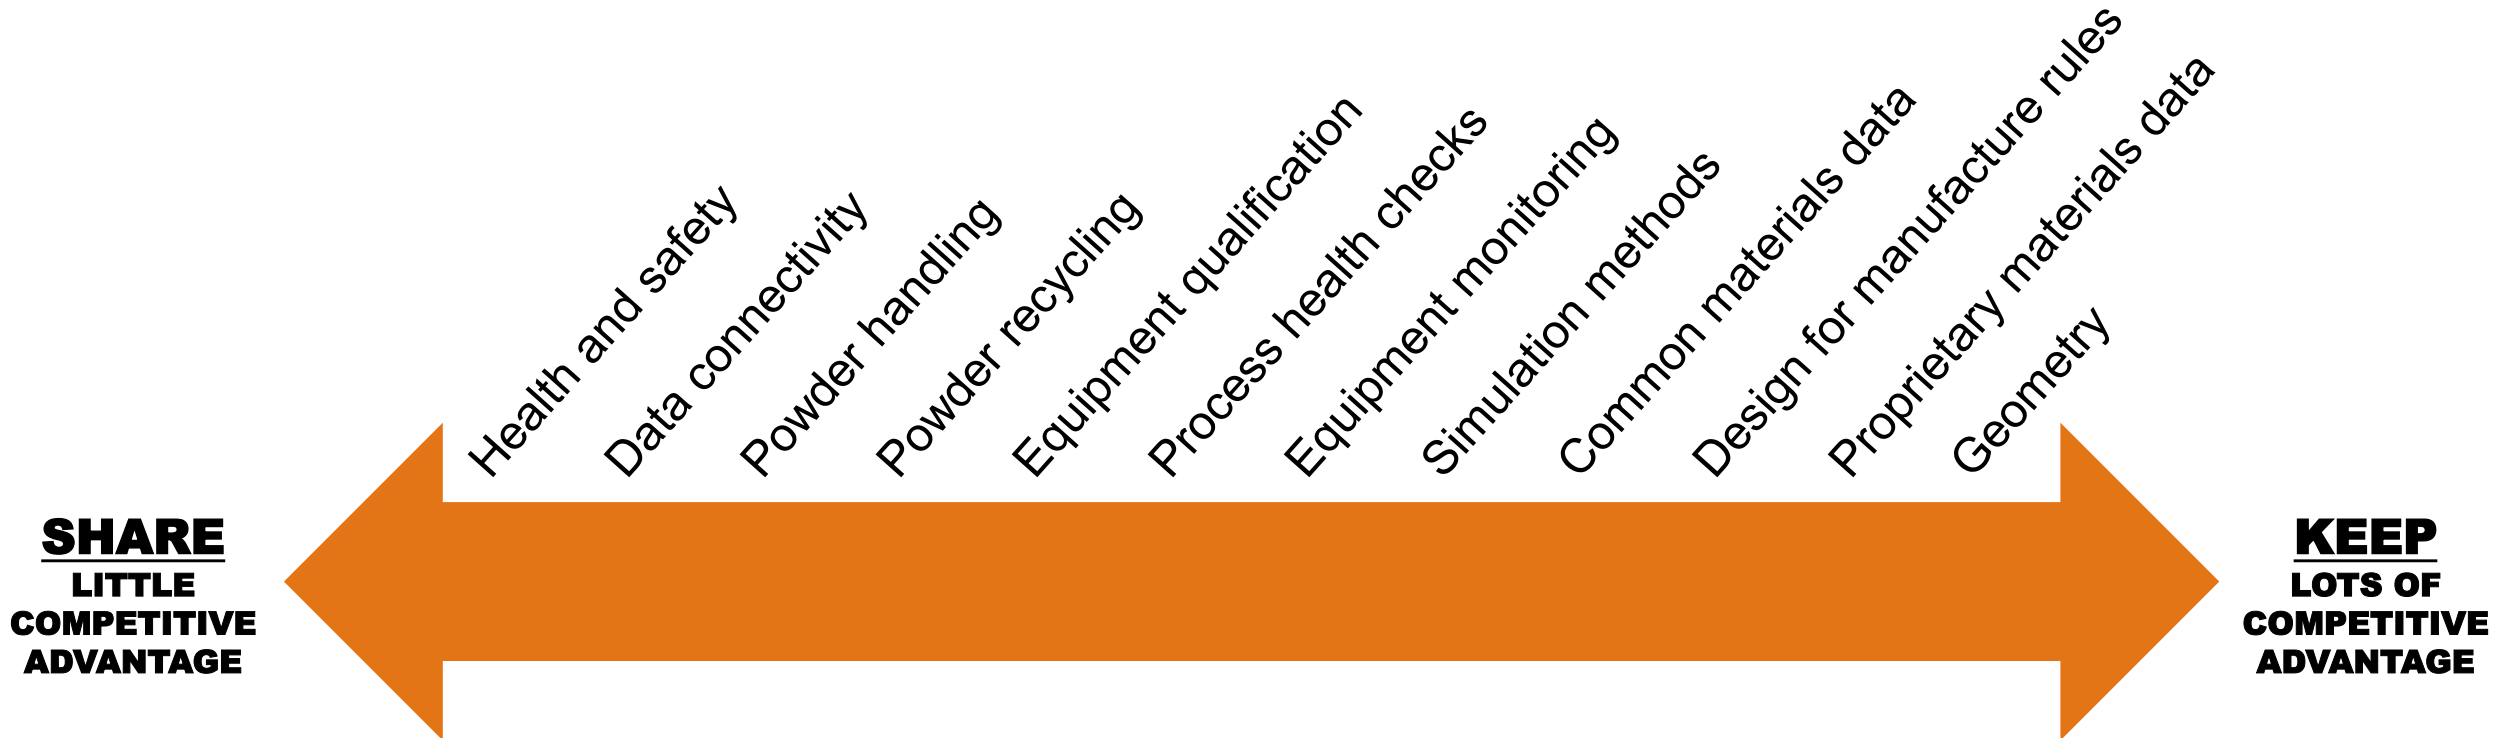 Health and safety
Data connectivity
Powder handling
Powder recycling
Equipment qualification
Process health checks
Equipment monitoring
Simulation methods
Common materials data
Design for manufacture rules
Proprietary materials data
Geometry
SHARE
LITTLE
COMPETITIVE
ADVANTAGE
KEEP
LOTS OF
COMPETITIVE
ADVANTAGE